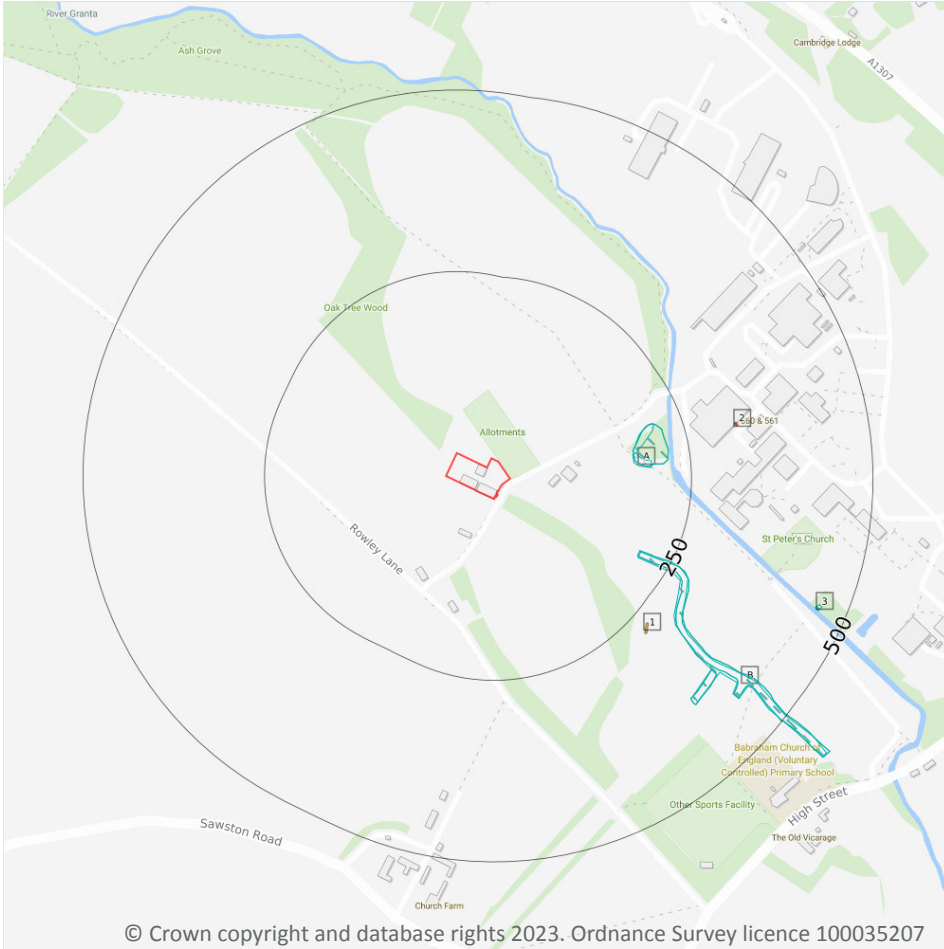 River Granta
Ash Grove
Cambridge Lodge
A1307
Oak Tree Wood
2
560 & 561
Allotments
A
Rowley Lane
St Peter's Church
250
3
1
500
B
Babraham Church of
England (Voluntary
Controlled) Primary School
High Street
Other Sports Facility
Sawston Road
The Old Vicarage
Church Farm
© Crown copyright and database rights 2023. Ordnance Survey licence 100035207